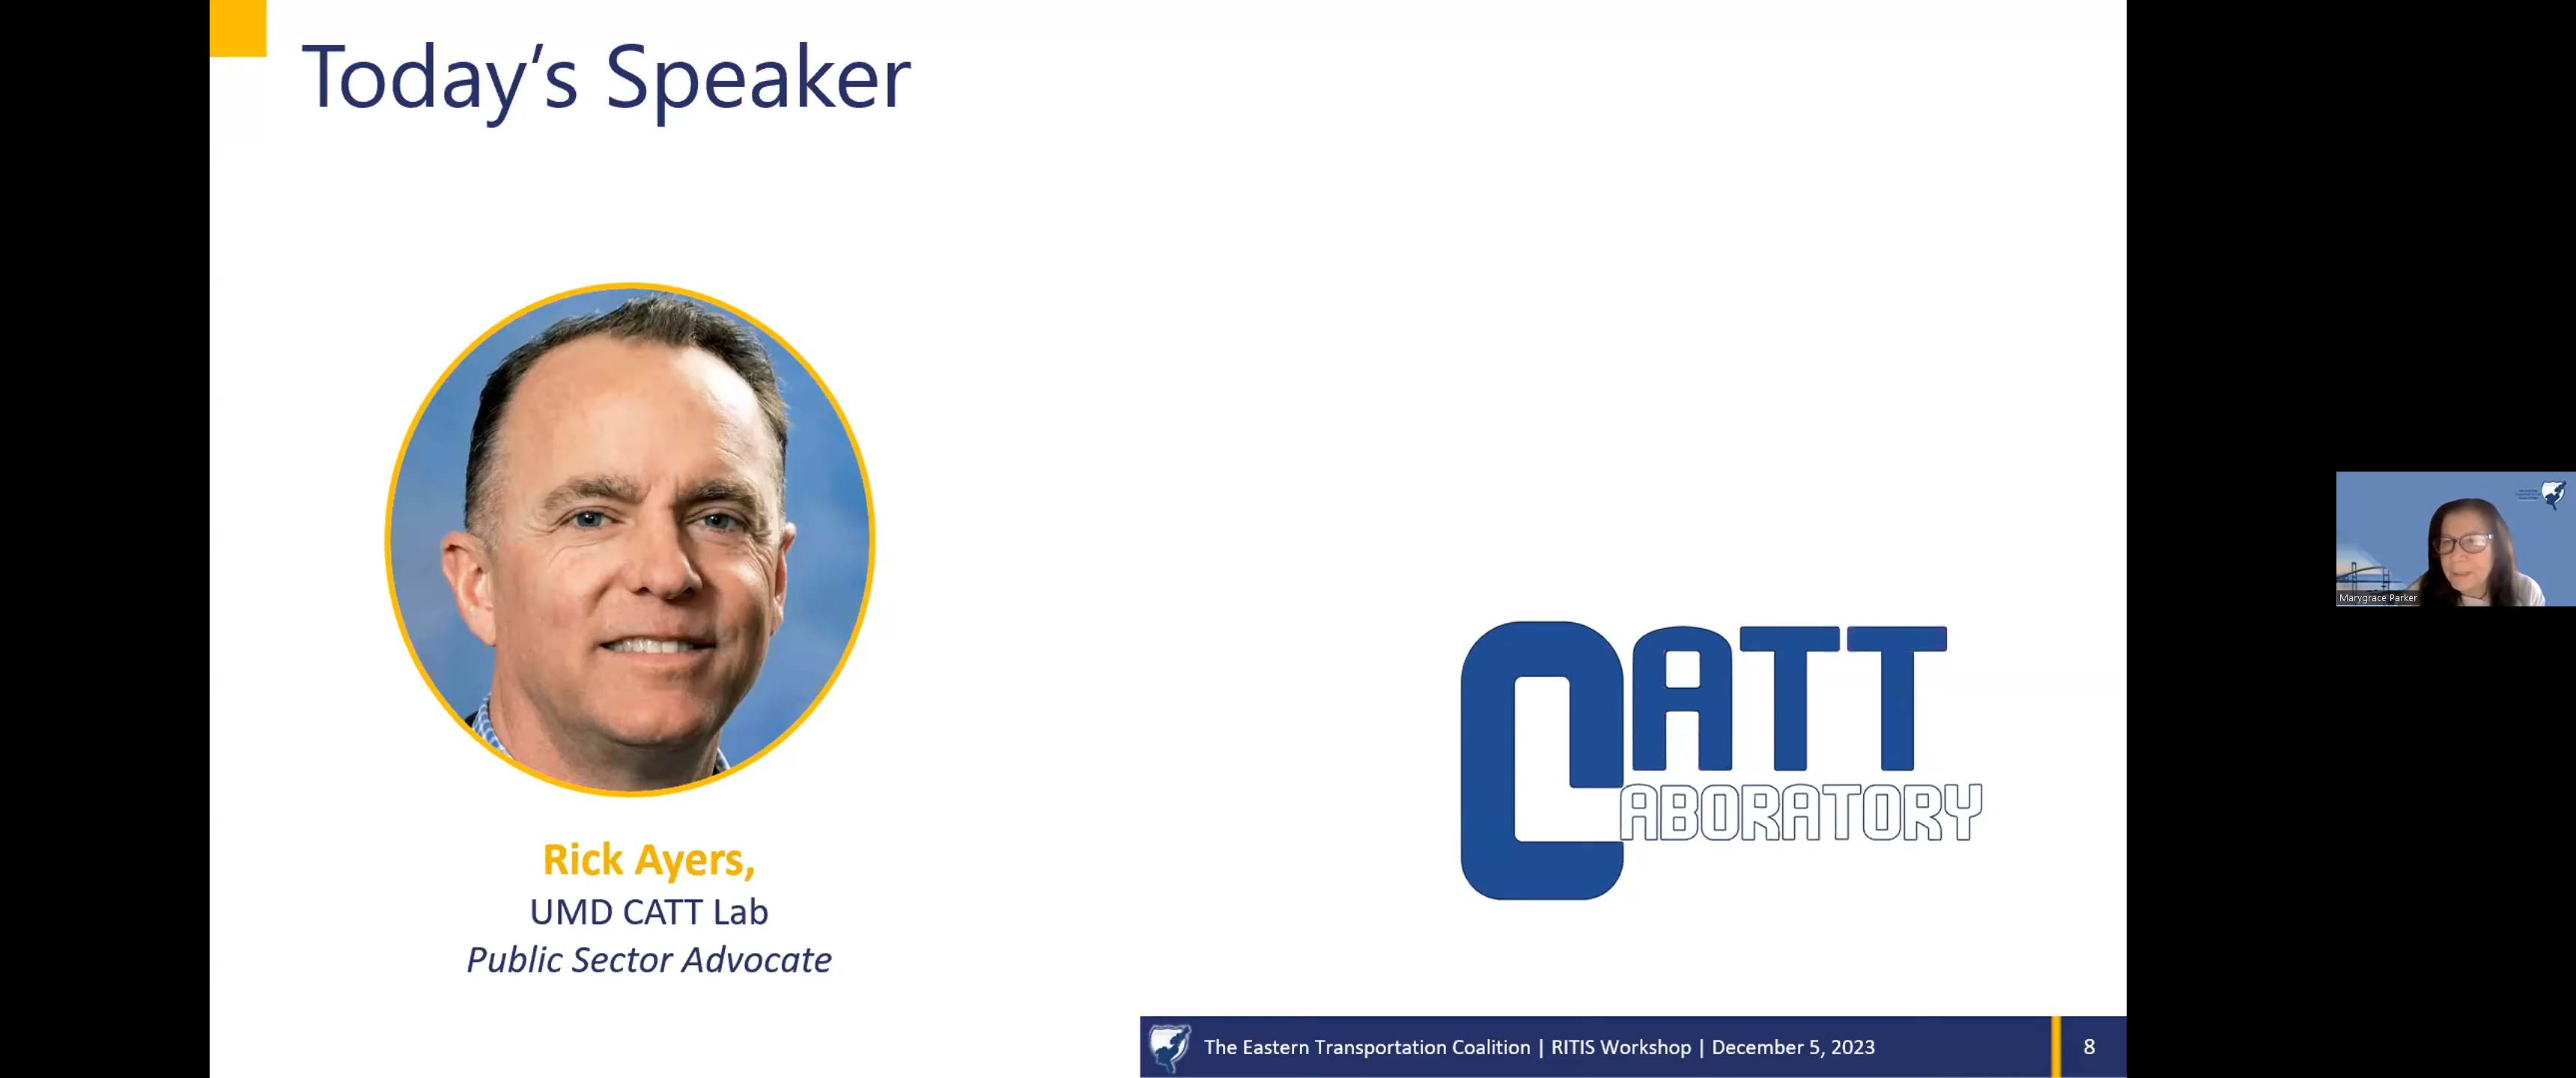 Today's Speaker
Rick Ayers,
UMD CATT Lab
Public Sector Advocate
CATT
LABORATORY
The Eastern Transportation Coalition | RITIS Workshop | December 5, 2023
8
Marygrace Parker